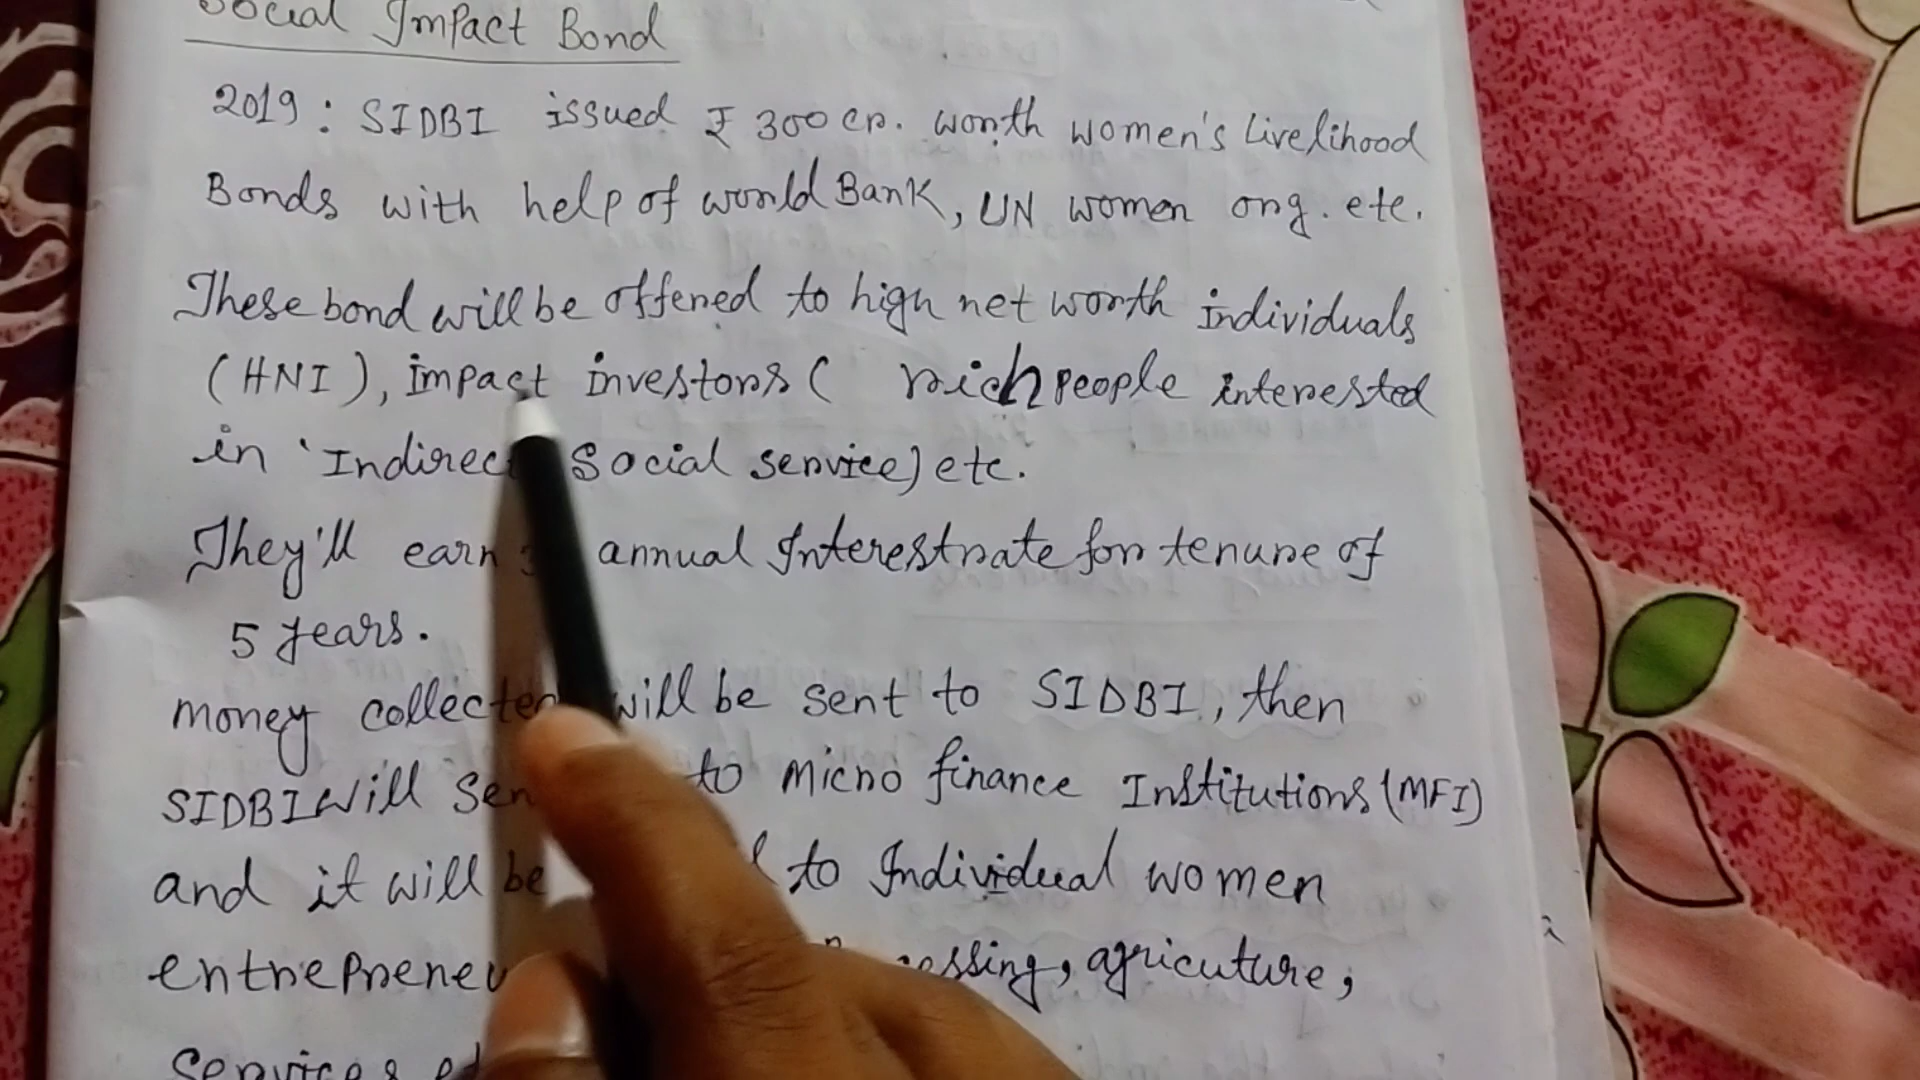 Social Impact Bond
2019: SIDBI issued ₹ 300 cr. worth women's Livelihood
Bonds with help of world Bank, UN women org. etc.
These bond will be offered to high net worth individuals
(HNI), impact investors ( rich people interested
in 'Indirect Social service) etc.
They'll earn annual Interest rate for tenure of
5 years.
money collected will be sent to SIDBI, then
SIDBI will to micro finance Institutions (MFI)
and it will be to Individual women
agricuture,
services